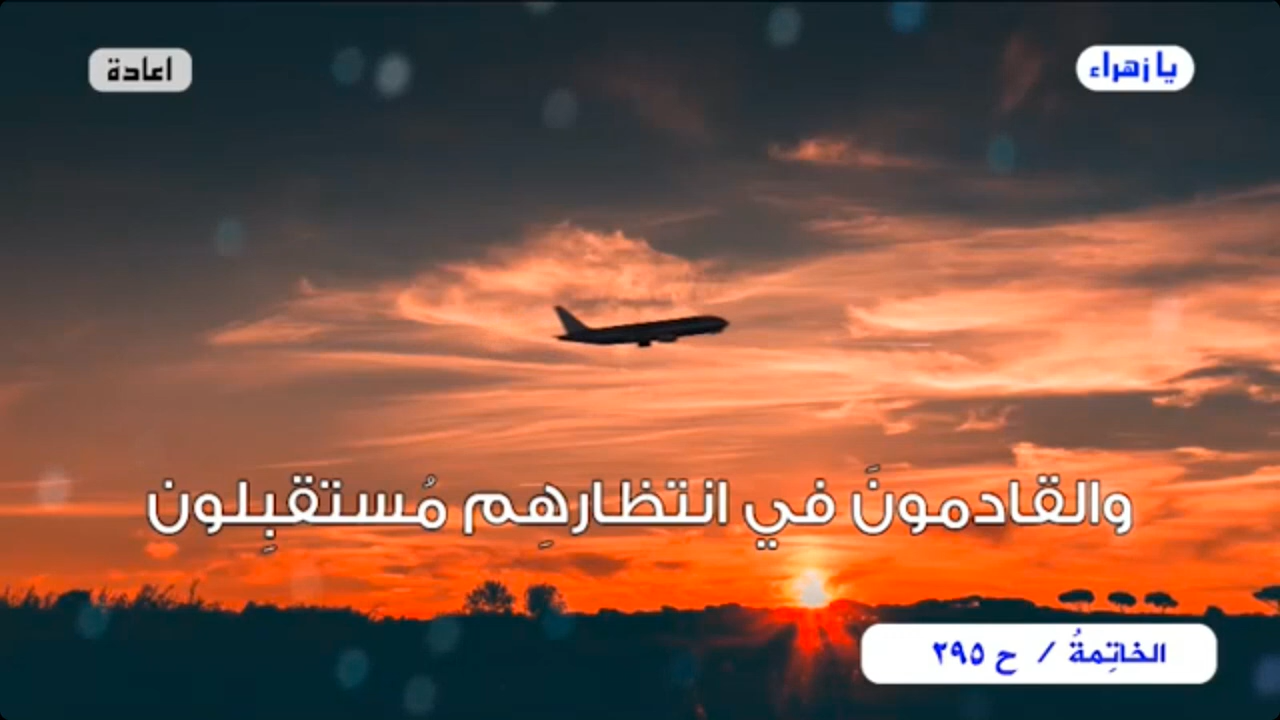 يا زهراء
اعادة
والقادمونَ في انتظارهِم مُستقبِلون
الخاتِمةُ / ح ٢٩٥